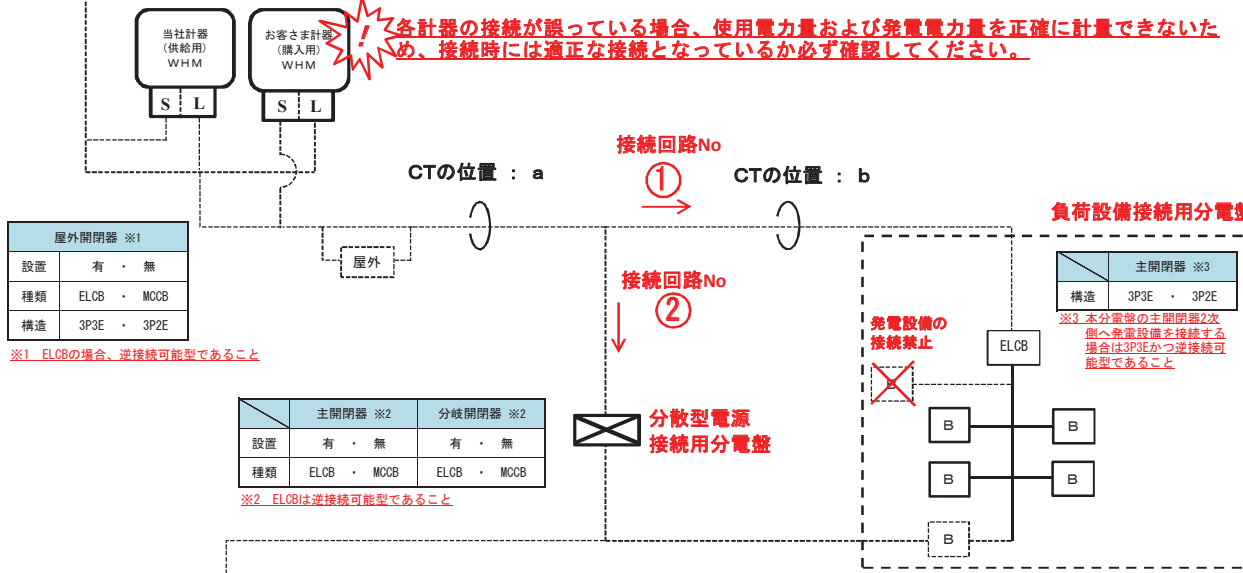 当社計器
(供給用)
WHM
S L
お客さま計器
(購入用)
WHM
S L
!
各計器の接続が誤っている場合、使用電力量および発電電力量を正確に計量できないた
め、接続時には適正な接続となっているか必ず確認してください。
CTの位置 : a
接続回路No
①
CTの位置 : b
屋外
屋外開閉器 ※1
設置 有 ・ 無
種類 ELCB ・ MCCB
構造 3P3E ・ 3P2E
※1 ELCBの場合、逆接続可能型であること
接続回路No
②
主開閉器 ※2 分岐開閉器 ※2
設置 有 ・ 無 有 ・ 無
種類 ELCB ・ MCCB ELCB ・ MCCB
※2 ELCBは逆接続可能型であること
分散型電源
接続用分電盤
負荷設備接続用分電盤
主開閉器 ※3
構造 3P3E ・ 3P2E
※3 本分電盤の主開閉器2次
側へ発電設備を接続する
場合は3P3Eかつ逆接続可
能型であること
発電設備の
接続禁止
ELCB
B
B B
B B
B